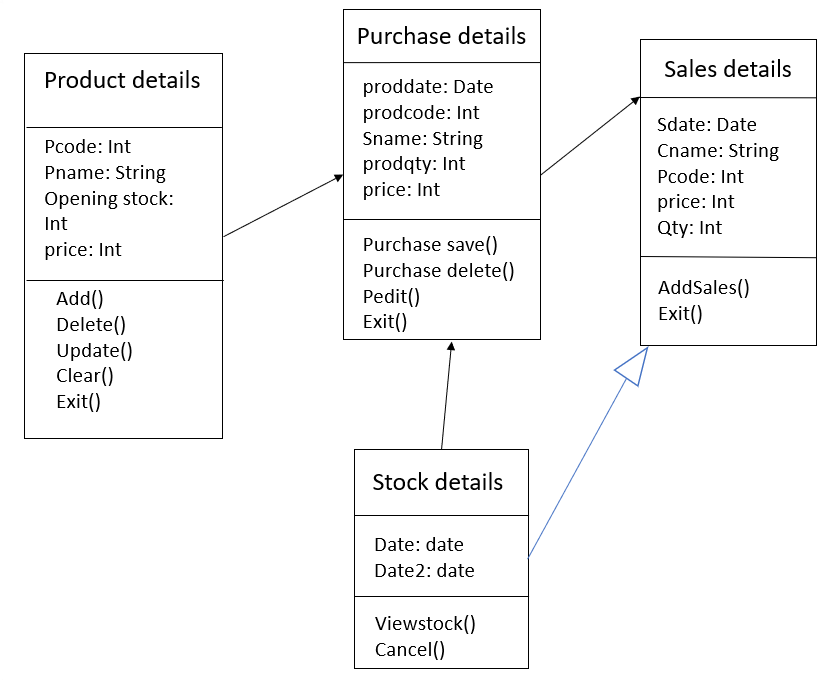 Product details
Pcode: Int
Pname: String
Opening stock:
Int
price: Int
Add()
Delete()
Update()
Clear()
Exit()
Purchase details
proddate: Date
prodcode: Int
Sname: String
prodqty: Int
price: Int
Purchase save()
Purchase delete()
Pedit()
Exit()
Sales details
Sdate: Date
Cname: String
Pcode: Int
price: Int
Qty: Int
AddSales()
Exit()
Stock details
Date: date
Date2: date
Viewstock()
Cancel()